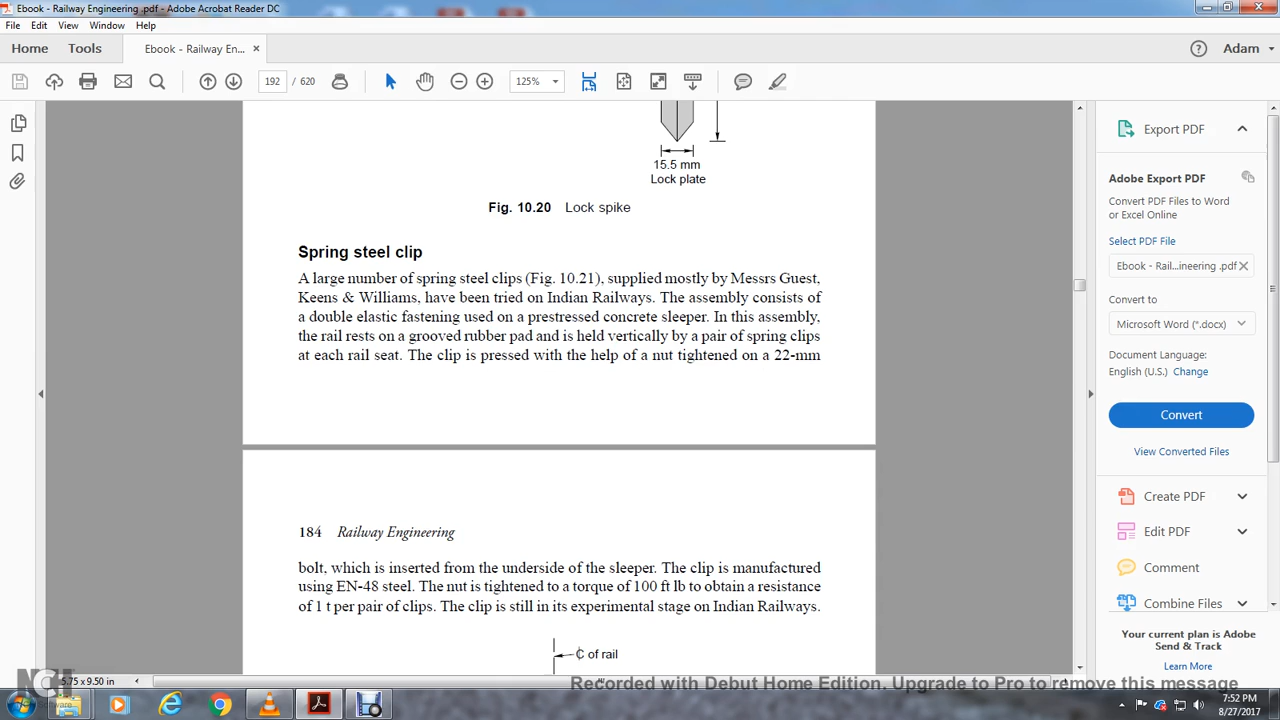 Ebook - Railway Engineering .pdf - Adobe Acrobat Reader DC
File Edit View Window Help
Home Tools Ebook - Railway En... × Adam
192 / 620 125%
15.5 mm
Lock plate
Fig. 10.20 Lock spike
Spring steel clip
A large number of spring steel clips (Fig. 10.21), supplied mostly by Messrs Guest,
Keens & Williams, have been tried on Indian Railways. The assembly consists of
a double elastic fastening used on a prestressed concrete sleeper. In this assembly,
the rail rests on a grooved rubber pad and is held vertically by a pair of spring clips
at each rail seat. The clip is pressed with the help of a nut tightened on a 22-mm
184 Railway Engineering
bolt, which is inserted from the underside of the sleeper. The clip is manufactured
using EN-48 steel. The nut is tightened to a torque of 100 ft lb to obtain a resistance
of 1 t per pair of clips. The clip is still in its experimental stage on Indian Railways.
℄ of rail
Export PDF
Adobe Export PDF
Convert PDF Files to Word
or Excel Online
Select PDF File
Ebook - Rail...ineering .pdf ×
Convert to
Microsoft Word (*.docx)
Document Language:
English (U.S.) Change
Convert
View Converted Files
Create PDF
Edit PDF
Comment
Combine Files
Your current plan is Adobe
Send & Track
Learn More
5.75 x 9.50 in
Recorded with Debut Home Edition. Upgrade to Pro to remove this message
NCH
7:52 PM
8/27/2017